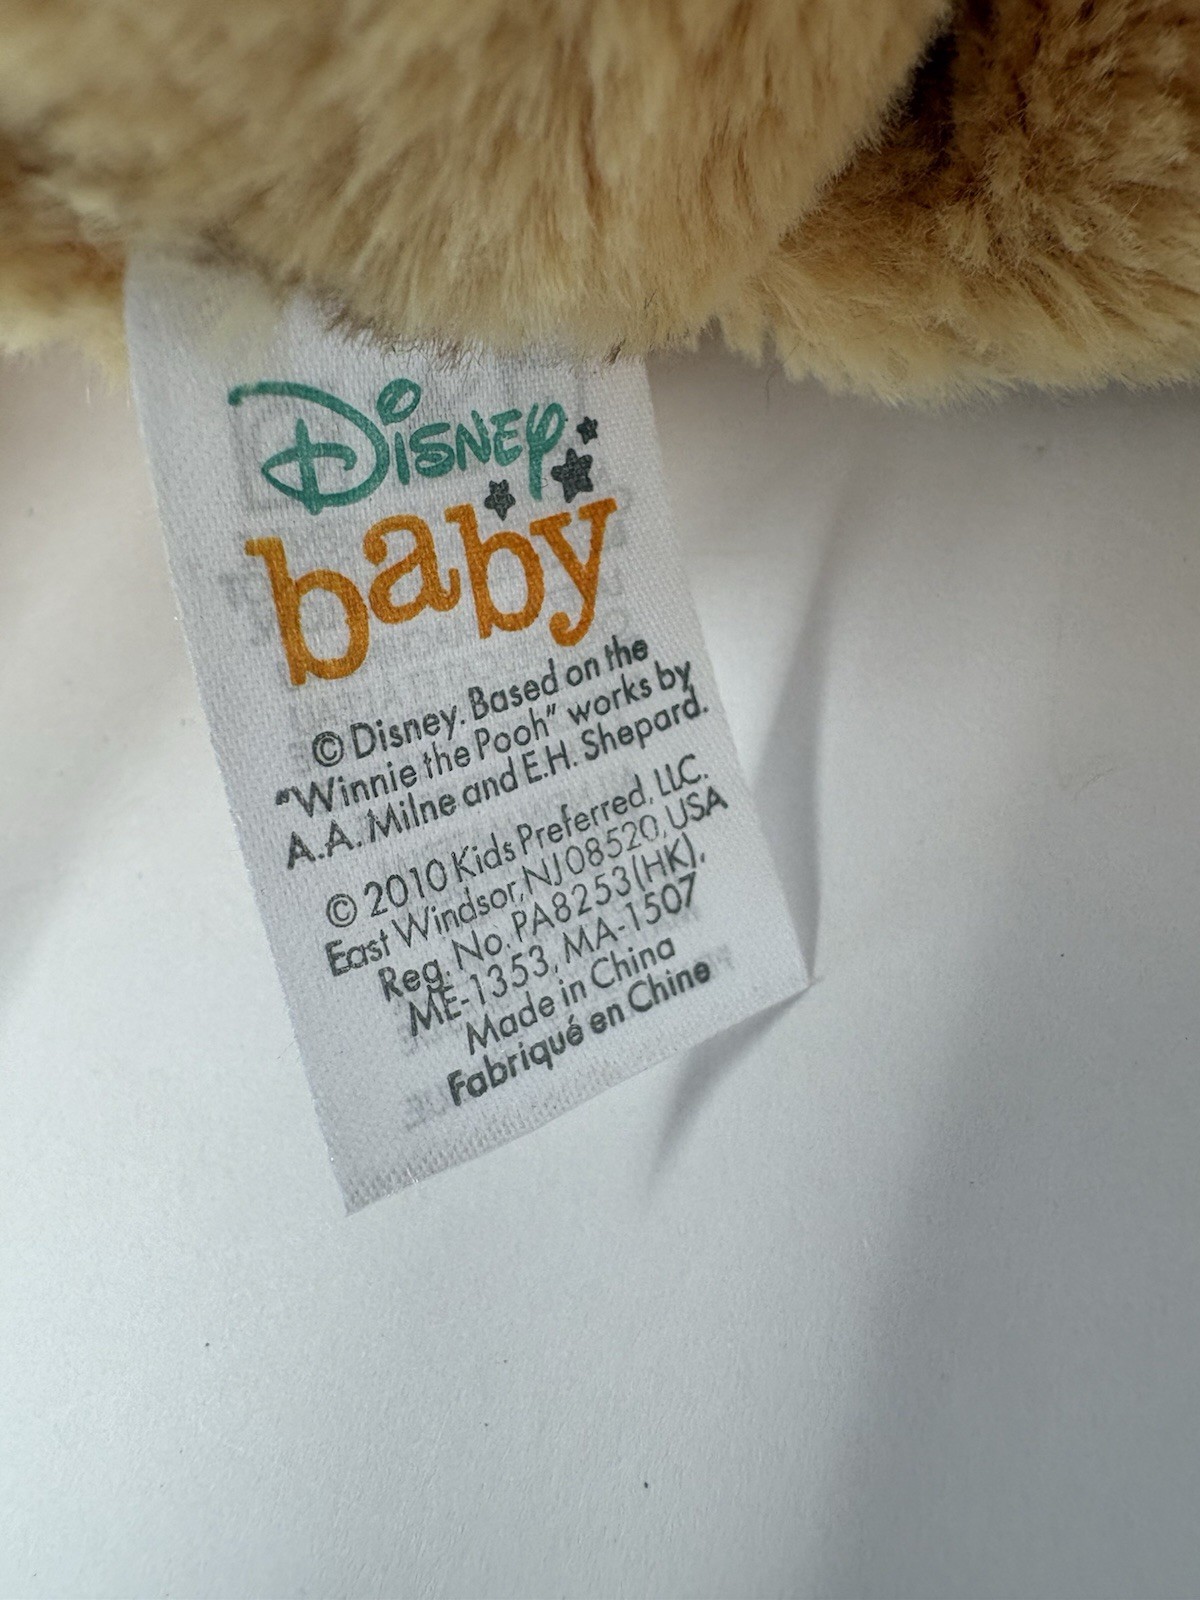 Disney
baby
© Disney. Based on the
"Winnie the Pooh" works by
A.A. Milne and E.H. Shepard.
© 2010 Kids Preferred, LLC.
East Windsor, NJ 08520, USA
Reg. No. PA8253(HK),
ME-1353, MA-1507
Made in China
Fabriqué en Chine